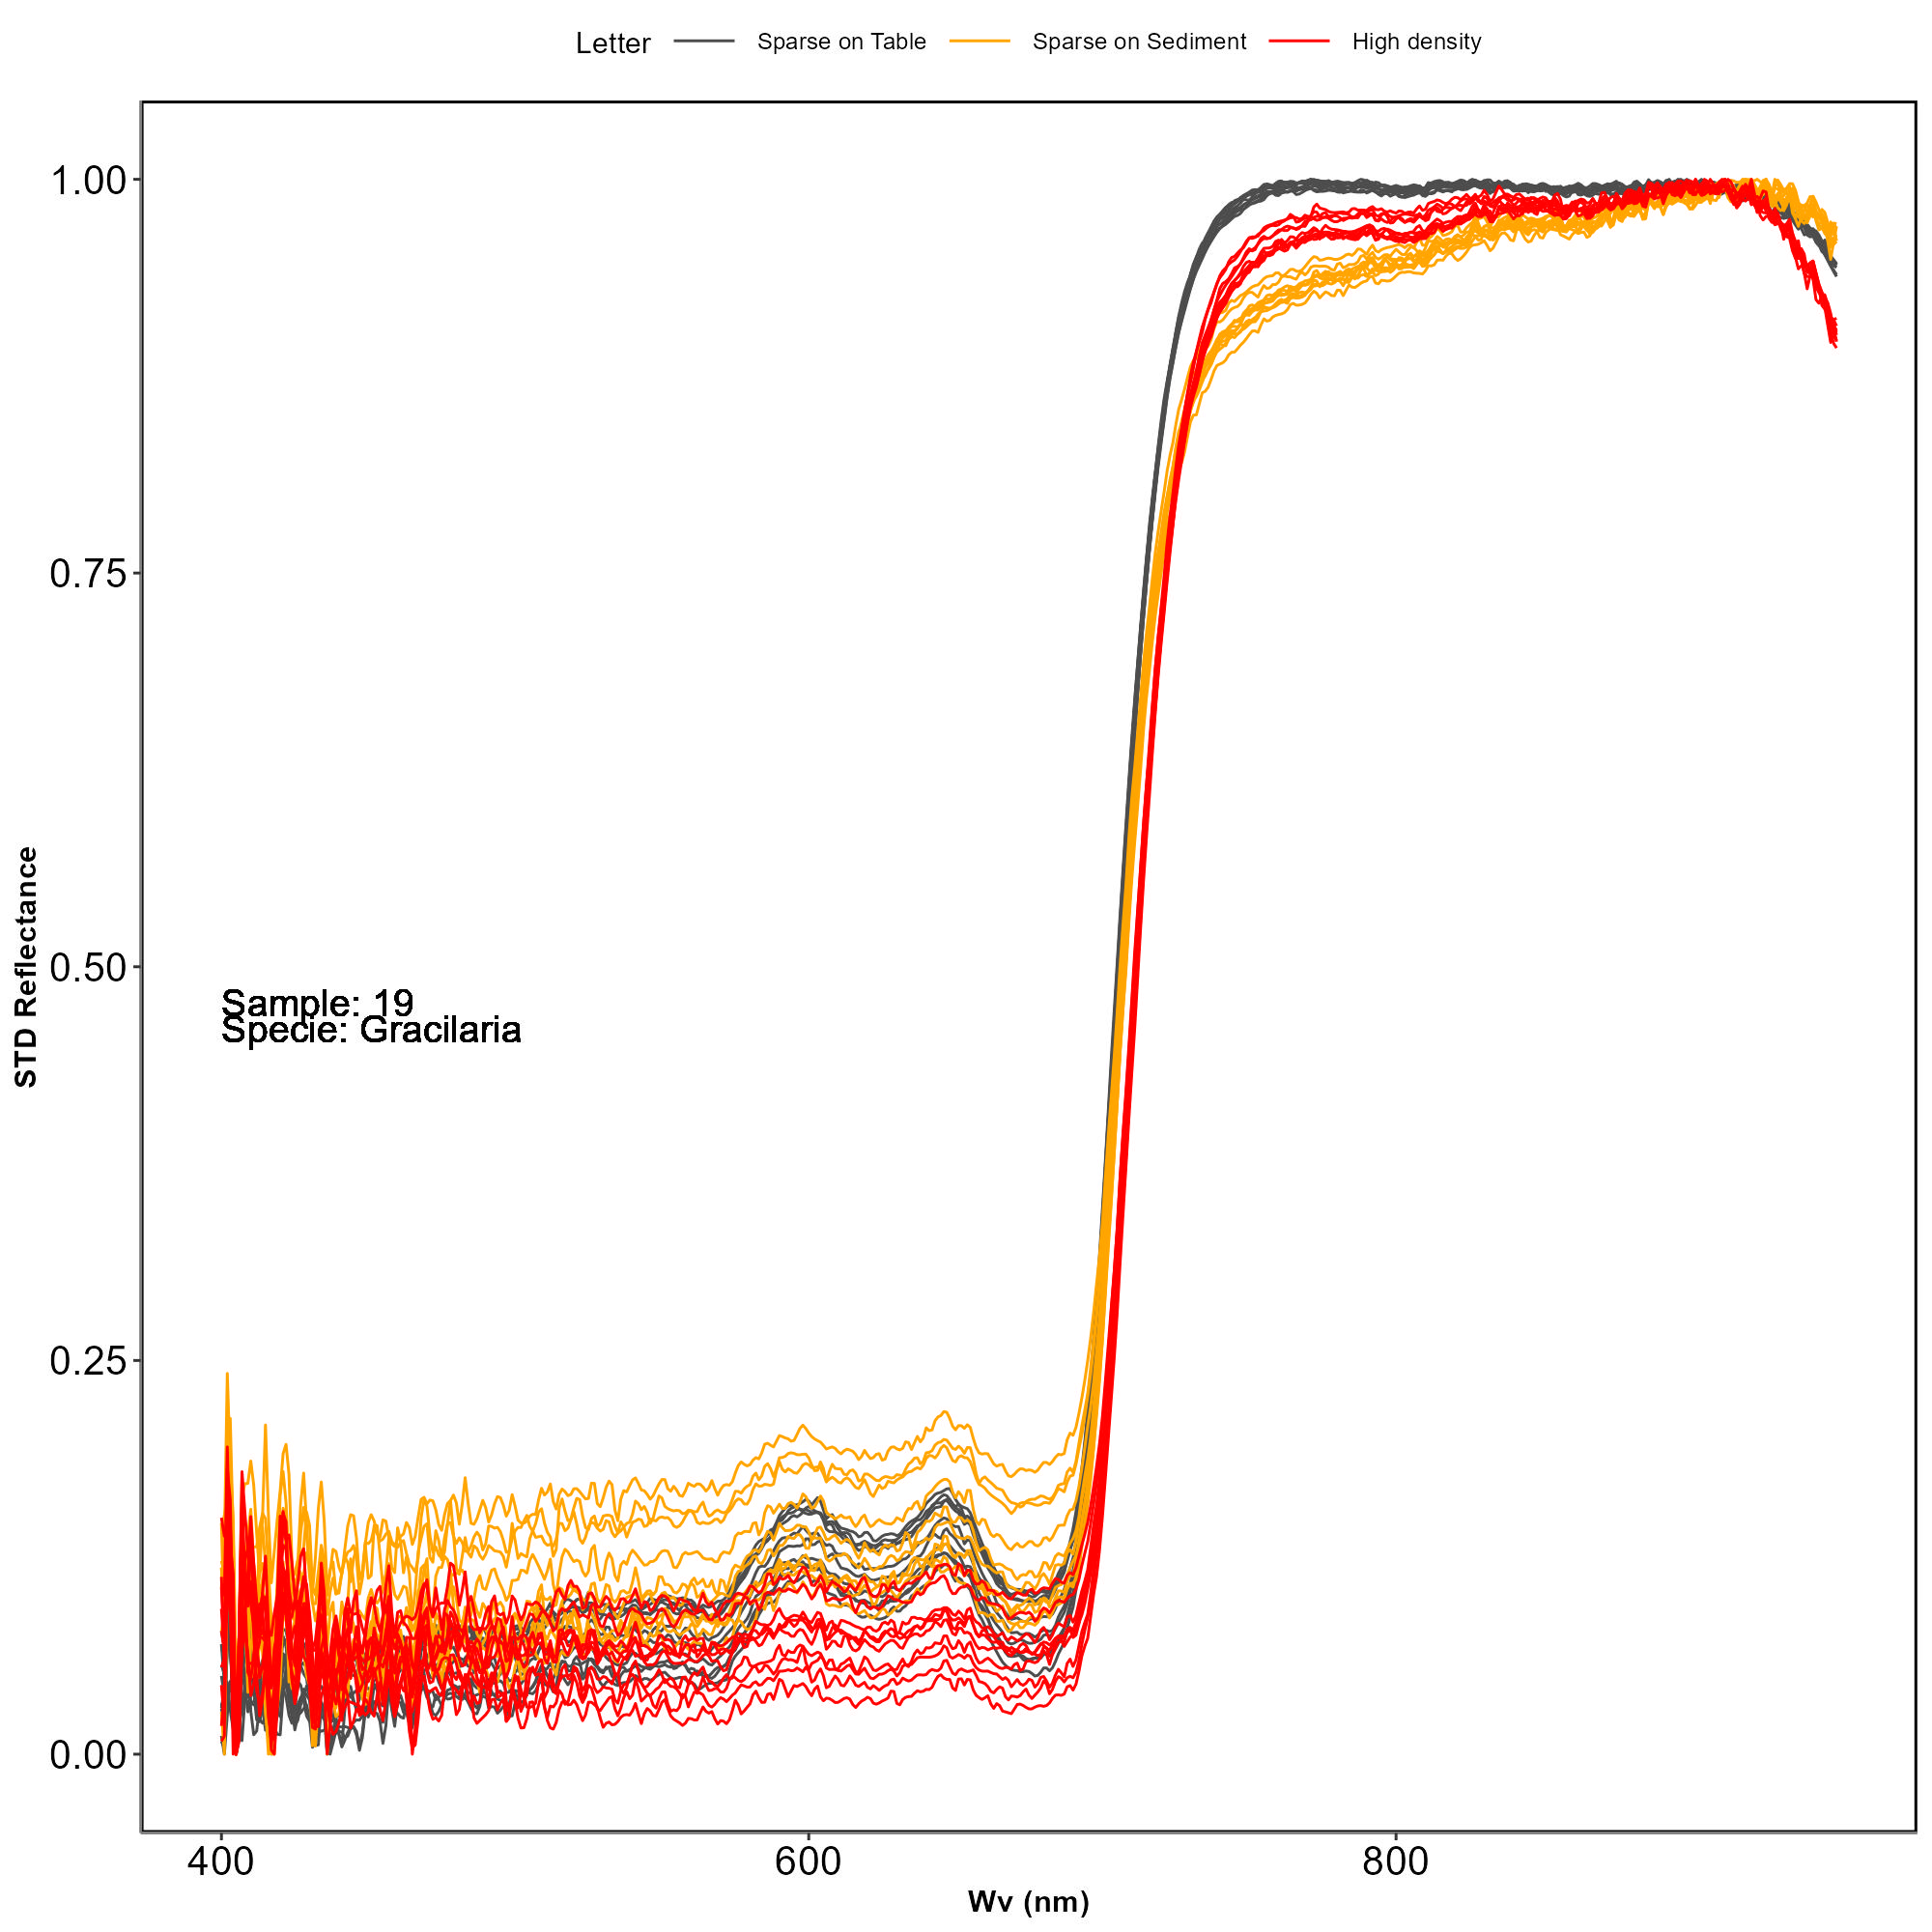 Letter Sparse on Table Sparse on Sediment High density
1.00
0.75
0.50
0.25
0.00
STD Reflectance
Sample: 19
Specie: Gracilaria
400 600 800
Wv (nm)